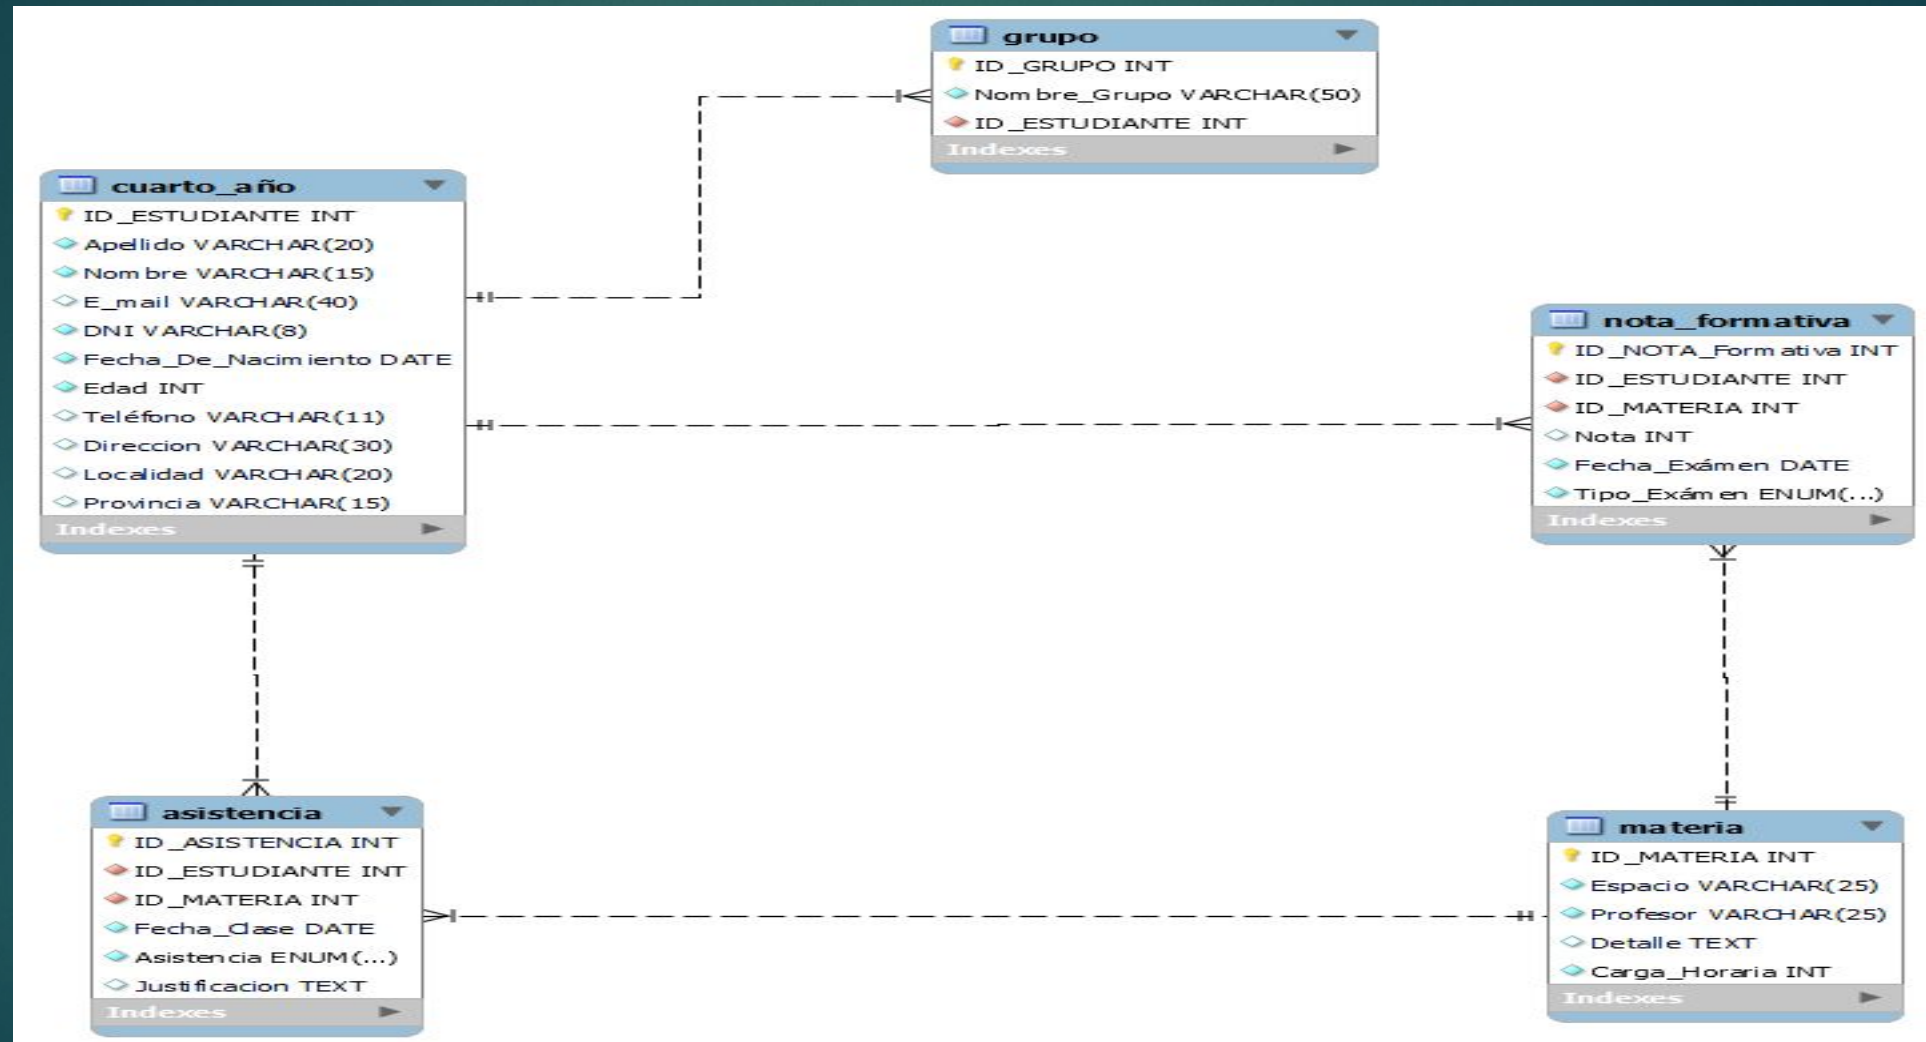 grupo
ID_GRUPO INT
Nombre_Grupo VARCHAR(50)
ID_ESTUDIANTE INT
Indexes
cuarto_año
ID_ESTUDIANTE INT
Apellido VARCHAR(20)
Nombre VARCHAR(15)
E_mail VARCHAR(40)
DNI VARCHAR(8)
Fecha_De_Nacimiento DATE
Edad INT
Teléfono VARCHAR(11)
Direccion VARCHAR(30)
Localidad VARCHAR(20)
Provincia VARCHAR(15)
Indexes
nota_formativa
ID_NOTA_Formativa INT
ID_ESTUDIANTE INT
ID_MATERIA INT
Nota INT
Fecha_Exámen DATE
Tipo_Exámen ENUM(...)
Indexes
asistencia
ID_ASISTENCIA INT
ID_ESTUDIANTE INT
ID_MATERIA INT
Fecha_Clase DATE
Asistencia ENUM(...)
Justificacion TEXT
Indexes
materia
ID_MATERIA INT
Espacio VARCHAR(25)
Profesor VARCHAR(25)
Detalle TEXT
Carga_Horaria INT
Indexes